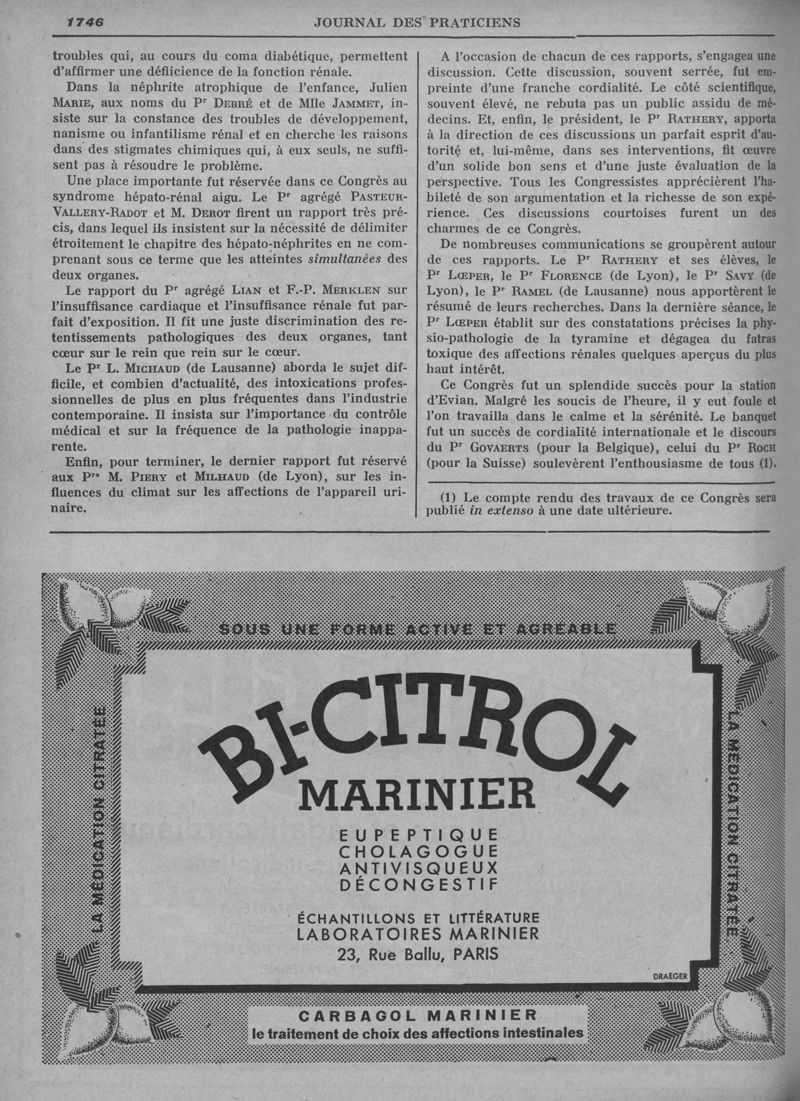 1746
JOURNAL DES PRATICIENS
troubles qui, au cours du coma diabétique, permettent
d'affirmer une déficience de la fonction rénale.
Dans la néphrite atrophique de l'enfance, Julien
MARIE, aux noms du Pr DEBRÉ et de Mlle JAMMET, in-
siste sur la constance des troubles de développement,
nanisme ou infantilisme rénal et en cherche les raisons
dans des stigmates chimiques qui, à eux seuls, ne suffi-
sent pas à résoudre le problème.
Une place importante fut réservée dans ce Congrès au
syndrome hépato-rénal aigu. Le Pr agrégé PASTEUR-
VALLERY-RADOT et M. DEROT firent un rapport très pré-
cis, dans lequel ils insistent sur la nécessité de délimiter
étroitement le chapitre des hépato-néphrites en ne com-
prenant sous ce terme que les atteintes simultanées des
deux organes.
Le rapport du Pr agrégé LIAN et F.-P. MERKLEN sur
l'insuffisance cardiaque et l'insuffisance rénale fut par-
fait d'exposition. Il fit une juste discrimination des re-
tentissements pathologiques des deux organes, tant
cœur sur le rein que rein sur le cœur.
Le Pr L. MICHAUD (de Lausanne) aborda le sujet dif-
ficile, et combien d'actualité, des intoxications profes-
sionnelles de plus en plus fréquentes dans l'industrie
contemporaine. Il insista sur l'importance du contrôle
médical et sur la fréquence de la pathologie inappa-
rente.
Enfin, pour terminer, le dernier rapport fut réservé
aux Prs M. PIERY et MILHAUD (de Lyon), sur les in-
fluences du climat sur les affections de l'appareil uri-
naire.
A l'occasion de chacun de ces rapports, s'engagea une
discussion. Cette discussion, souvent serrée, fut em-
preinte d'une franche cordialité. Le côté scientifique,
souvent élevé, ne rebuta pas un public assidu de mé-
decins. Et, enfin, le président, le Pr RATHERY, apporta
à la direction de ces discussions un parfait esprit d'au-
torité et, lui-même, dans ses interventions, fit œuvre
d'un solide bon sens et d'une juste évaluation de la
perspective. Tous les Congressistes apprécièrent l'ha-
bileté de son argumentation et la richesse de son expé-
rience. Ces discussions courtoises furent un des
charmes de ce Congrès.
De nombreuses communications se groupèrent autour
de ces rapports. Le Pr RATHERY et ses élèves, le
Pr LŒPER, le Pr FLORENCE (de Lyon), le Pr SAVY (de
Lyon), le Pr RAMEL (de Lausanne) nous apportèrent le
résumé de leurs recherches. Dans la dernière séance, le
Pr LŒPER établit sur des constatations précises la phy-
sio-pathologie de la tyramine et dégagea du fatras
toxique des affections rénales quelques aperçus du plus
haut intérêt.
Ce Congrès fut un splendide succès pour la station
d'Evian. Malgré les soucis de l'heure, il y eut foule et
l'on travailla dans le calme et la sérénité. Le banquet
fut un succès de cordialité internationale et le discours
du Pr GOVAERTS (pour la Belgique), celui du Pr ROCH
(pour la Suisse) soulevèrent l'enthousiasme de tous (1).
(1) Le compte rendu des travaux de ce Congrès sera
publié in extenso à une date ultérieure.
SOUS UNE FORME ACTIVE ET AGRÉABLE
LA MÉDICATION CITRATÉE
LA MÉDICATION CITRATÉE
BI-CITROL
MARINIER
EUPEPTIQUE
CHOLAGOGUE
ANTIVISQUEUX
DÉCONGESTIF
ÉCHANTILLONS ET LITTÉRATURE
LABORATOIRES MARINIER
23, Rue Ballu, PARIS
DRAEGER
CARBAGOL MARINIER
le traitement de choix des affections intestinales